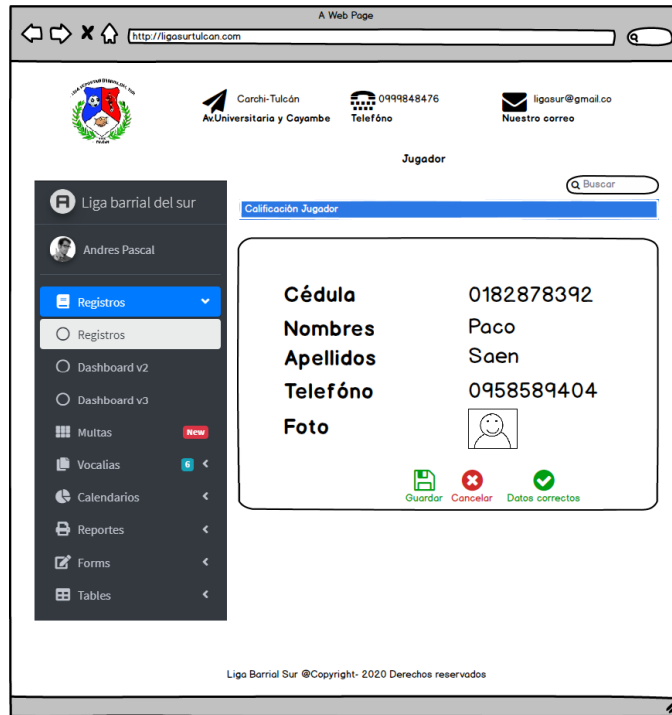 A Web Page
http://ligasurtulcan.com
Carchi-Tulcán
Av.Universitaria y Cayambe
0999848476
Telefóno
ligasur@gmail.co
Nuestro correo
Jugador
Buscar
Liga barrial del sur
Calificación Jugador
Andres Pascal
Registros
Registros
Dashboard v2
Dashboard v3
Multas New
Vocalias 6
Calendarios
Reportes
Forms
Tables
Cédula 0182878392
Nombres Paco
Apellidos Saen
Telefóno 0958589404
Foto
Guardar Cancelar Datos correctos
Liga Barrial Sur @Copyright- 2020 Derechos reservados